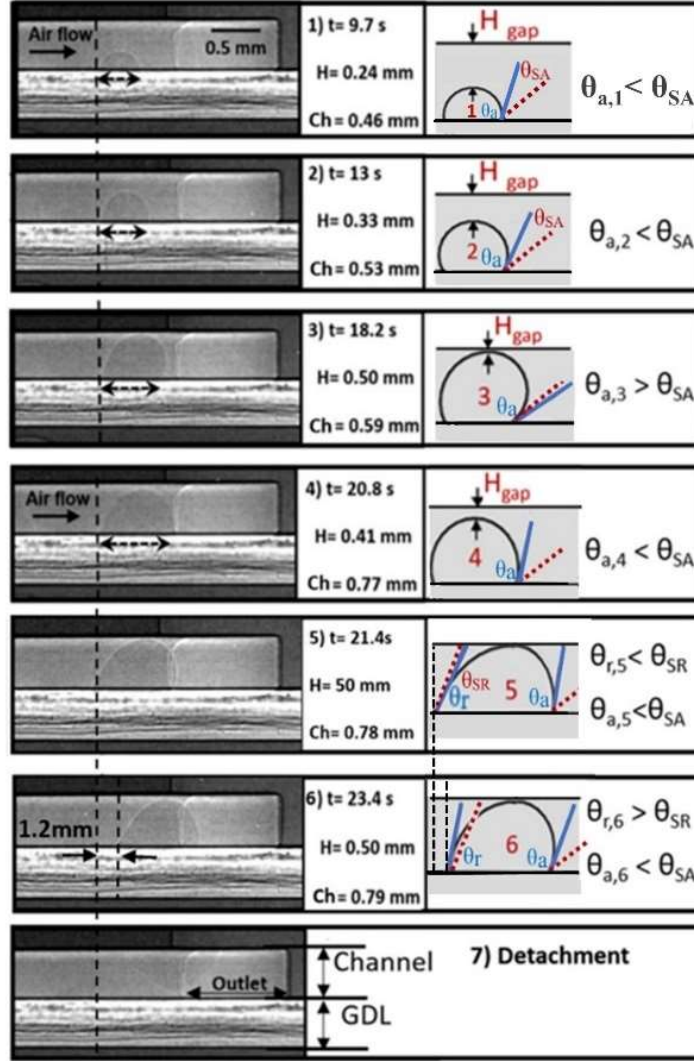 Air flow
0.5 mm
1) t= 9.7 s
H= 0.24 mm
Ch= 0.46 mm
H gap
θSA
1 θa
θa,1 < θSA
2) t= 13 s
H= 0.33 mm
Ch= 0.53 mm
H gap
θSA
2 θa
θa,2 < θSA
3) t= 18.2 s
H= 0.50 mm
Ch= 0.59 mm
H gap
3 θa
θa,3 > θSA
Air flow
4) t= 20.8 s
H= 0.41 mm
Ch= 0.77 mm
H gap
4 θa
θa,4 < θSA
5) t= 21.4s
H= 50 mm
Ch= 0.78 mm
θSR
θr 5 θa
θr,5 < θSR
θa,5<θSA
1.2mm
6) t= 23.4 s
H= 0.50 mm
Ch= 0.79 mm
θr 6 θa
θr,6 > θSR
θa,6 < θSA
Channel
Outlet
GDL
7) Detachment